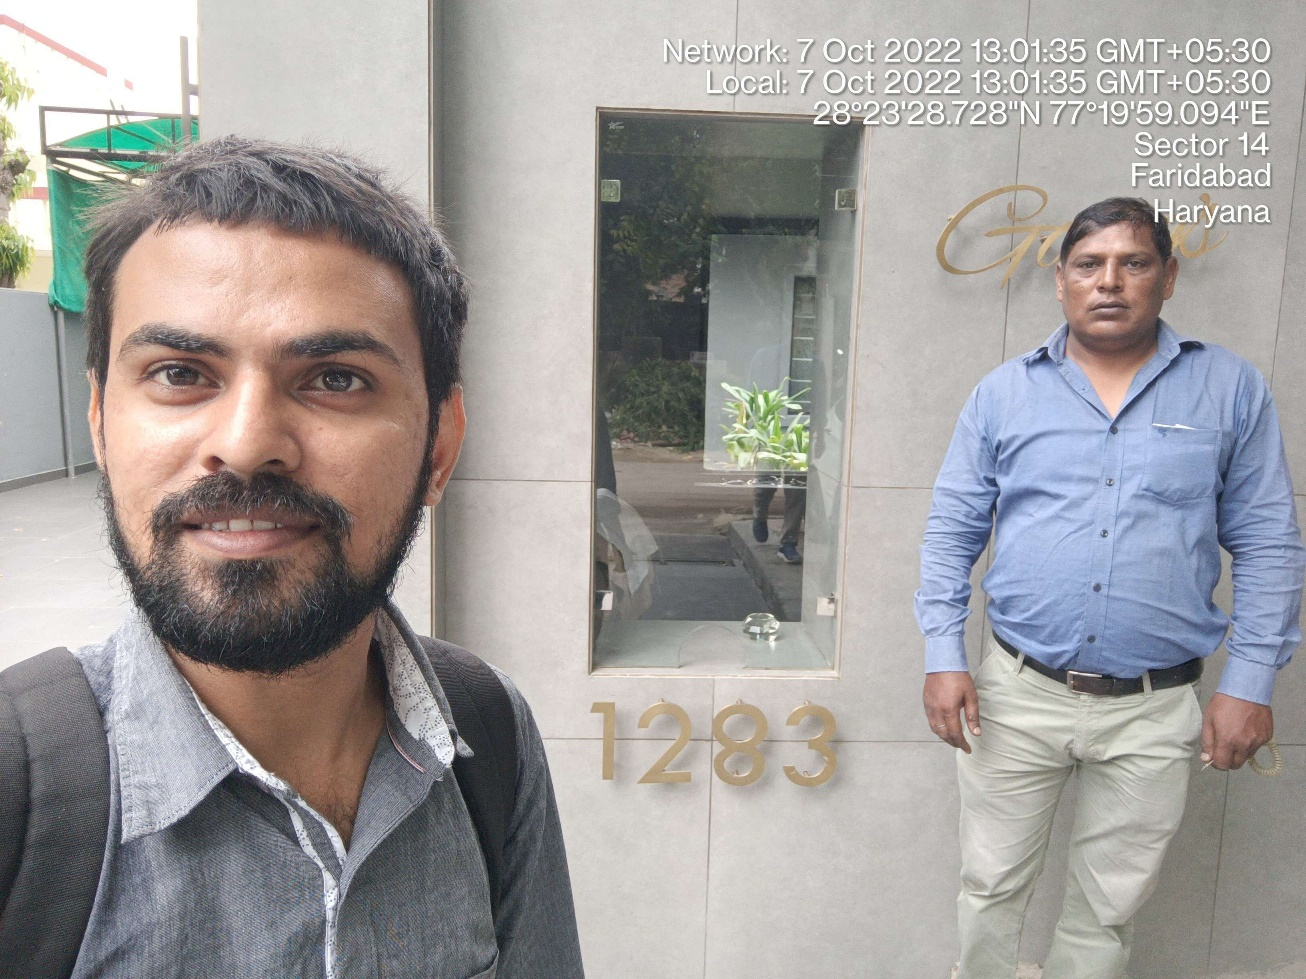 Network: 7 Oct 2022 13:01:35 GMT+05:30
Local: 7 Oct 2022 13:01:35 GMT+05:30
28°23'28.728"N 77°19'59.094"E
Sector 14
Faridabad
Haryana
1283